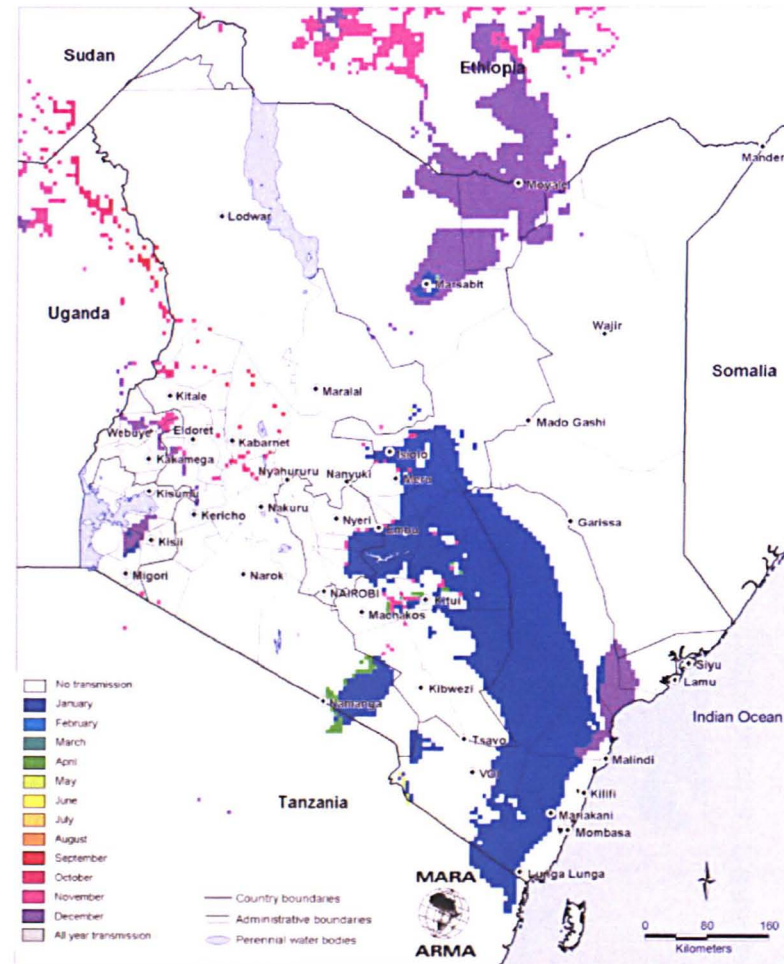 Sudan
Ethiopia
Mander
Moyale
Lodwar
Marsabit
Uganda
Wajir
Somalia
Maralal
Kitale
Mado Gashi
Webuye
Eldoret
Kabarnet
Kakamega
Isiolo
Nyahururu
Nanyuki
Meru
Kisumu
Kericho
Nakuru
Nyeri
Embu
Garissa
Kisii
Migori
Narok
NAIROBI
Kitui
Machakos
Siyu
Lamu
Namanga
Kibwezi
Indian Ocean
Tsavo
Malindi
VOI
Kilifi
Tanzania
Mariakani
Mombasa
Lunga Lunga
No transmission
January
February
March
April
May
June
July
August
September
October
November
December
All year transmission
Country boundaries
Administrative boundaries
Perennial water bodies
MARA
ARMA
0 80 160
Kilometers